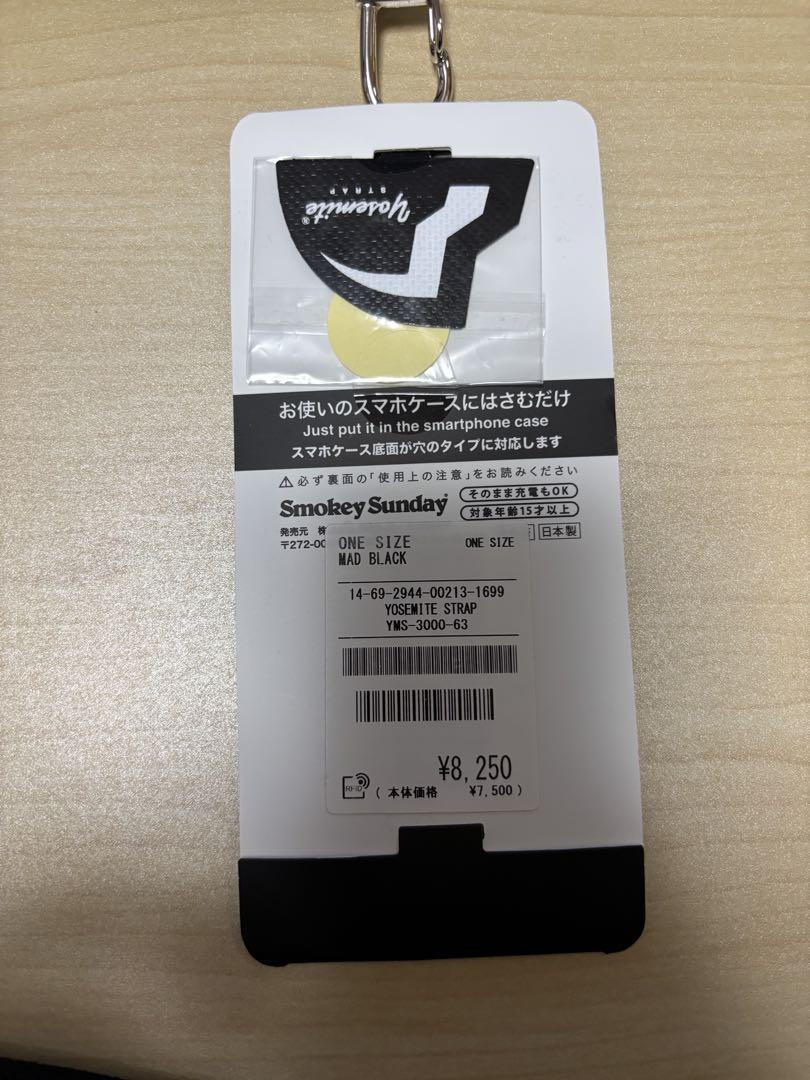 Yosemite®
STRAP
お使いのスマホケースにはさむだけ
Just put it in the smartphone case
スマホケース底面が穴のタイプに対応します
⚠必ず裏面の「使用上の注意」をお読みください
Smokey Sunday
そのまま充電もOK
対象年齢15才以上
発売元 株
日本製
〒272-00
ONE SIZE ONE SIZE
MAD BLACK
14-69-2944-00213-1699
YOSEMITE STRAP
YMS-3000-63
¥8,250
RFID ( 本体価格 ¥7,500 )